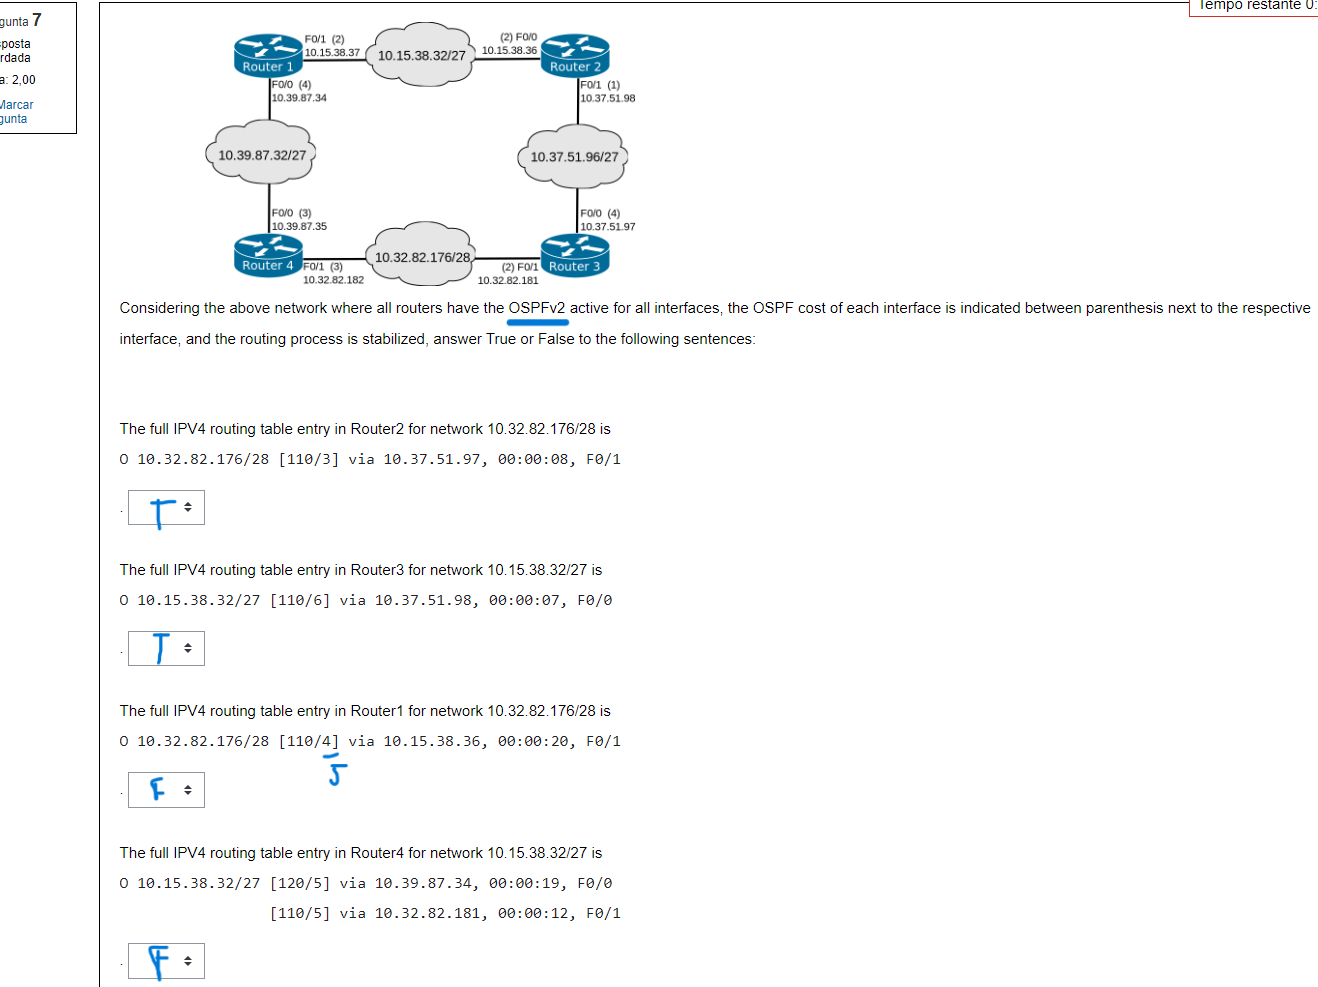 Tempo restante 0:
gunta 7
posta
rdada
a: 2,00
Marcar
gunta
F0/1 (2)
10.15.38.37
10.15.38.32/27
(2) F0/0
10.15.38.36
Router 1
Router 2
F0/0 (4)
10.39.87.34
F0/1 (1)
10.37.51.98
10.39.87.32/27
10.37.51.96/27
F0/0 (3)
10.39.87.35
F0/0 (4)
10.37.51.97
Router 4
F0/1 (3)
10.32.82.182
10.32.82.176/28
(2) F0/1
10.32.82.181
Router 3
Considering the above network where all routers have the OSPFv2 active for all interfaces, the OSPF cost of each interface is indicated between parenthesis next to the respective
interface, and the routing process is stabilized, answer True or False to the following sentences:
The full IPV4 routing table entry in Router2 for network 10.32.82.176/28 is
O 10.32.82.176/28 [110/3] via 10.37.51.97, 00:00:08, F0/1
. T
The full IPV4 routing table entry in Router3 for network 10.15.38.32/27 is
O 10.15.38.32/27 [110/6] via 10.37.51.98, 00:00:07, F0/0
. T
The full IPV4 routing table entry in Router1 for network 10.32.82.176/28 is
O 10.32.82.176/28 [110/4] via 10.15.38.36, 00:00:20, F0/1
5
. F
The full IPV4 routing table entry in Router4 for network 10.15.38.32/27 is
O 10.15.38.32/27 [120/5] via 10.39.87.34, 00:00:19, F0/0
[110/5] via 10.32.82.181, 00:00:12, F0/1
. F